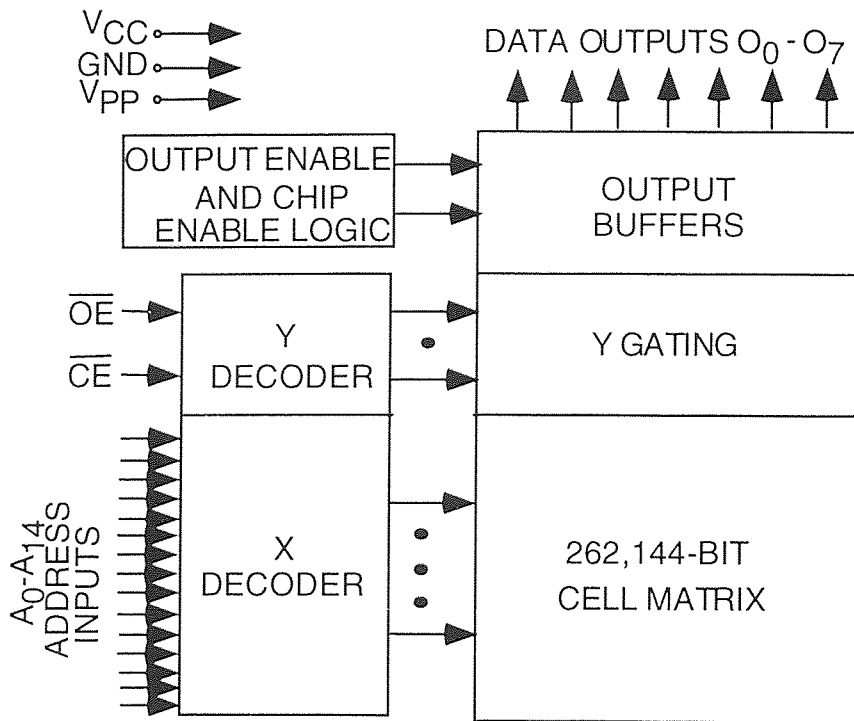 VCC
GND
VPP
DATA OUTPUTS O0 - O7
OUTPUT ENABLE
AND CHIP
ENABLE LOGIC
OUTPUT
BUFFERS
OE
CE
Y
DECODER
Y GATING
A0-A14
ADDRESS
INPUTS
X
DECODER
262,144-BIT
CELL MATRIX